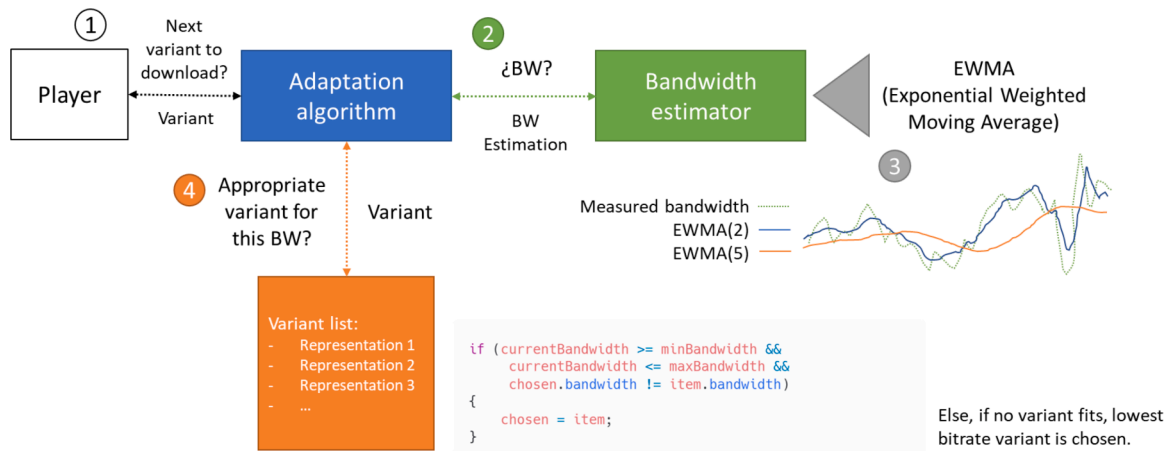 1
Next
variant to
download?
Player
Variant
Adaptation
algorithm
2
¿BW?
BW
Estimation
Bandwidth
estimator
EWMA
(Exponential Weighted
Moving Average)
3
Measured bandwidth
EWMA(2)
EWMA(5)
4
Appropriate
variant for
this BW?
Variant
Variant list:
- Representation 1
- Representation 2
- Representation 3
- ...
if (currentBandwidth >= minBandwidth &&
currentBandwidth <= maxBandwidth &&
chosen.bandwidth != item.bandwidth)
{
chosen = item;
}
Else, if no variant fits, lowest
bitrate variant is chosen.